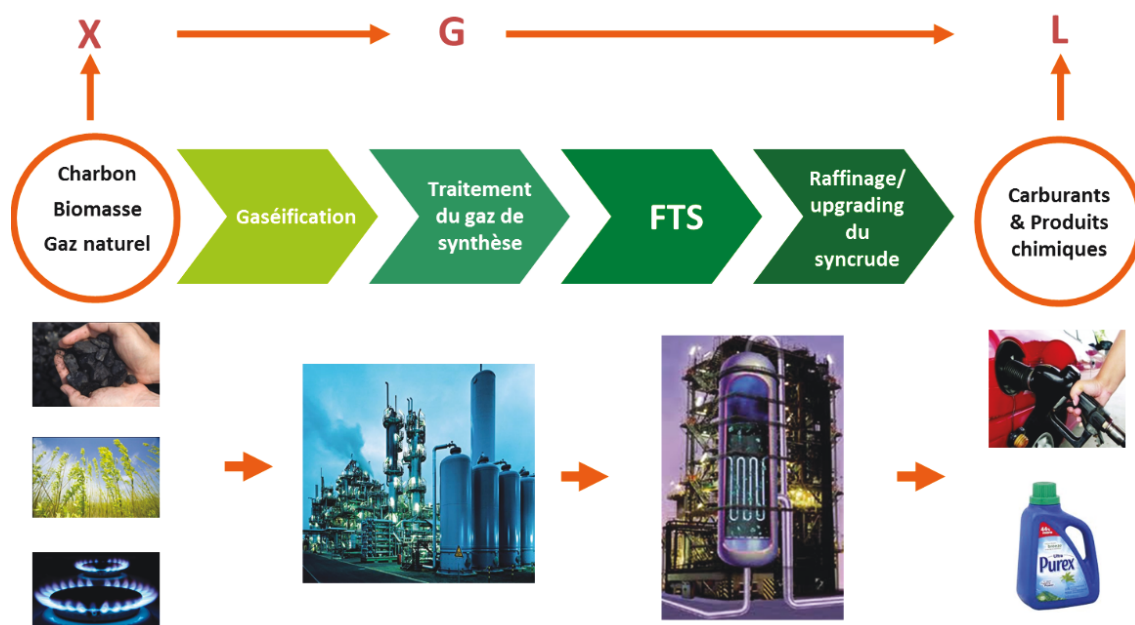 X
G
L
Charbon
Biomasse
Gaz naturel
Gaséification
Traitement
du gaz de
synthèse
FTS
Raffinage/
upgrading
du
syncrude
Carburants
& Produits
chimiques
Ultra
Purex